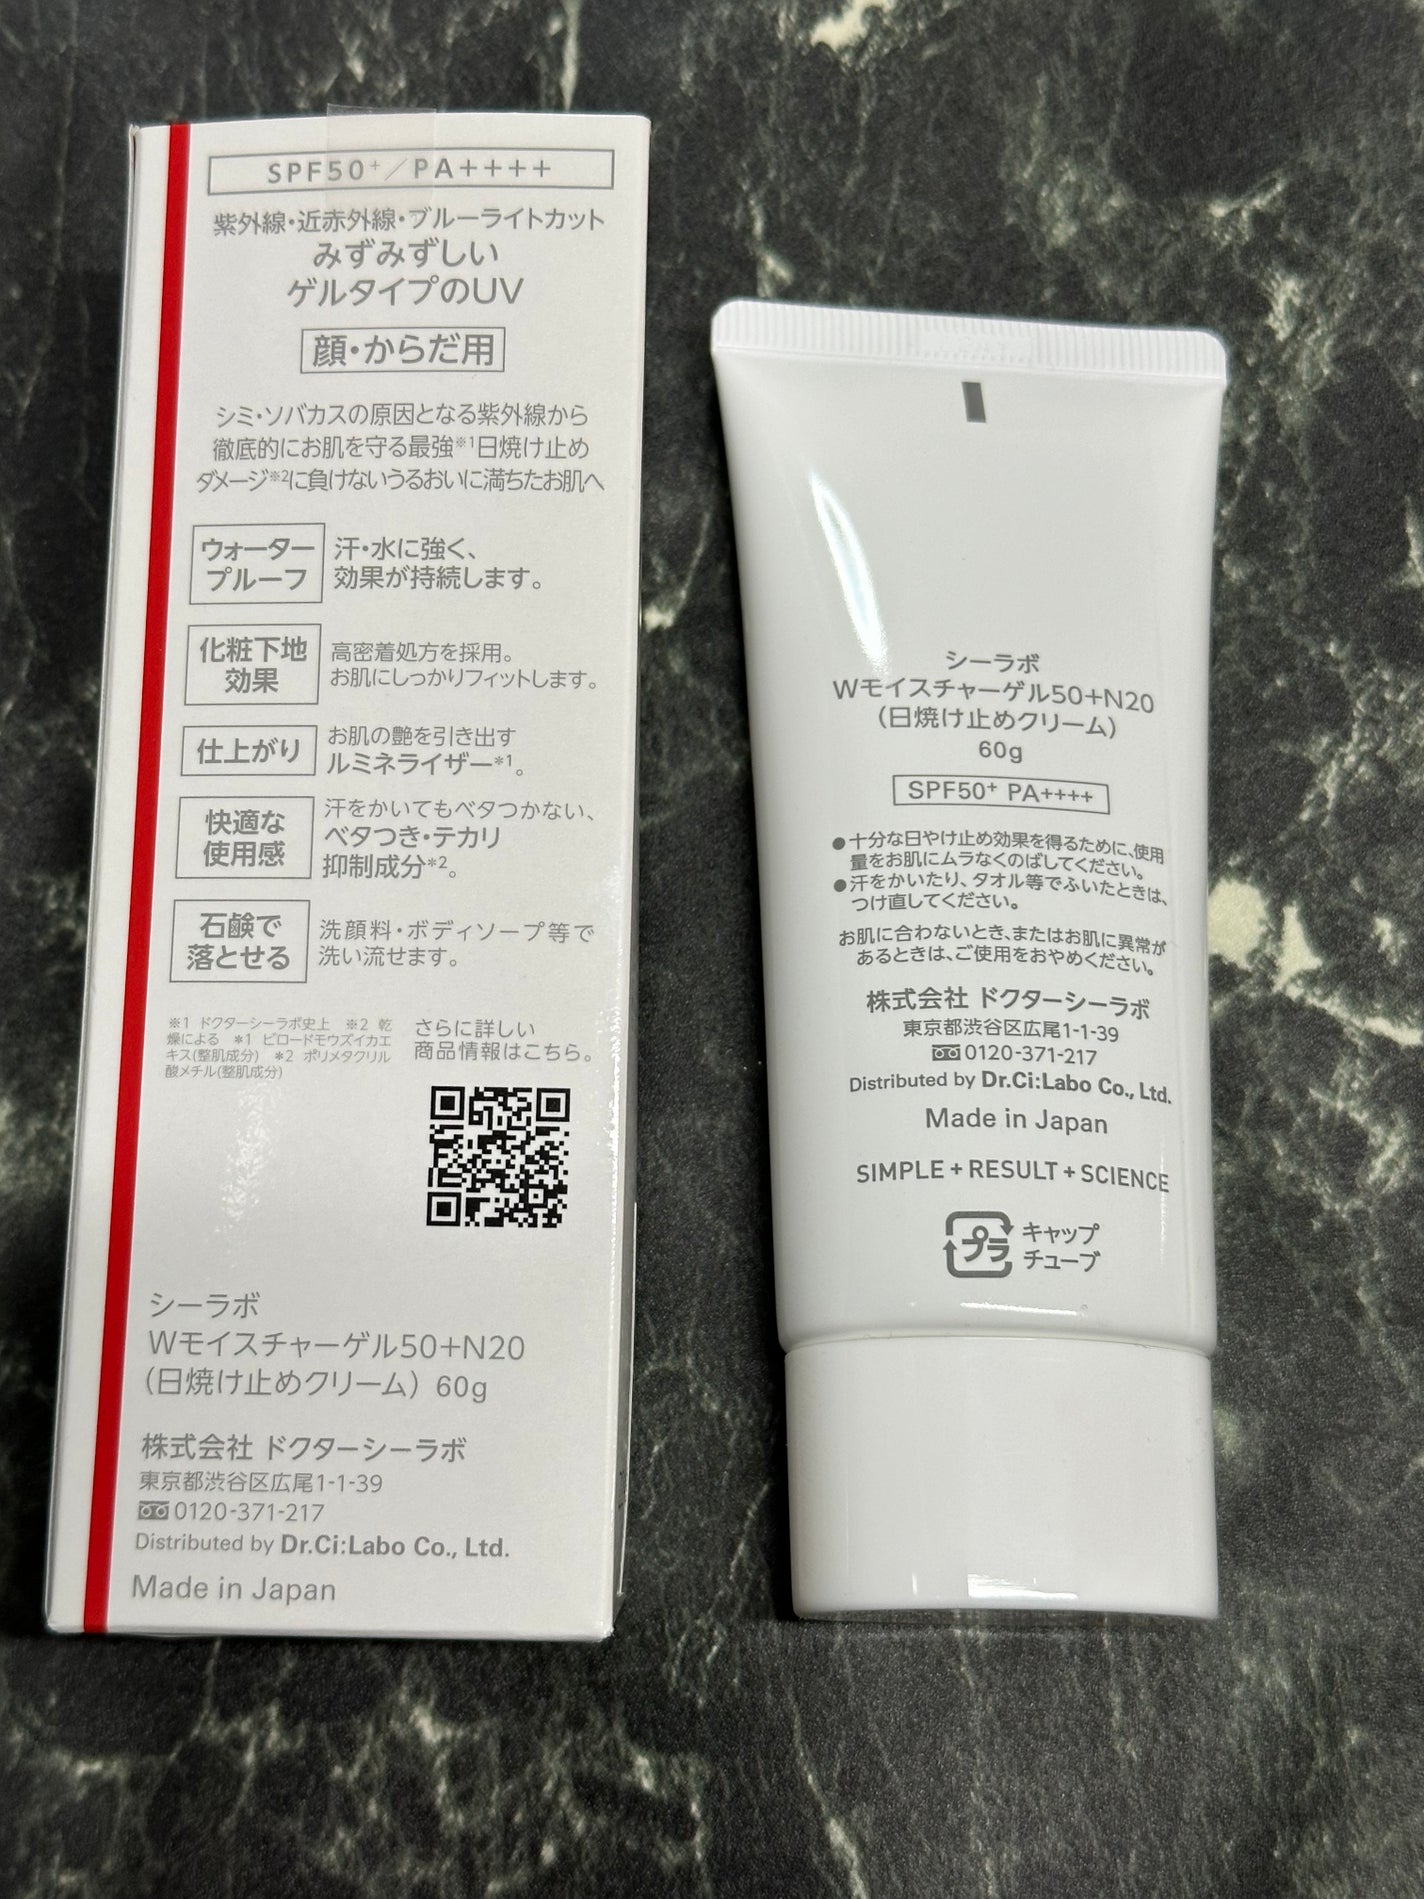 SPF50⁺／PA++++
紫外線・近赤外線・ブルーライトカット
みずみずしい
ゲルタイプのUV
顔・からだ用
シミ・ソバカスの原因となる紫外線から
徹底的にお肌を守る最強※1日焼け止め
ダメージ※2に負けないうるおいに満ちたお肌へ
ウォーター
プルーフ
汗・水に強く、
効果が持続します。
化粧下地
効果
高密着処方を採用。
お肌にしっかりフィットします。
仕上がり
お肌の艶を引き出す
ルミネライザー*1。
快適な
使用感
汗をかいてもベタつかない、
ベタつき・テカリ
抑制成分*2。
石鹸で
落とせる
洗顔料・ボディソープ等で
洗い流せます。
※1 ドクターシーラボ史上 ※2 乾
燥による *1 ビロードモウズイカエ
キス(整肌成分) *2 ポリメタクリル
酸メチル(整肌成分)
さらに詳しい
商品情報はこちら。
シーラボ
Wモイスチャーゲル50+N20
（日焼け止めクリーム）60g
株式会社 ドクターシーラボ
東京都渋谷区広尾1-1-39
0120-371-217
Distributed by Dr.Ci:Labo Co., Ltd.
Made in Japan
シーラボ
Wモイスチャーゲル50+N20
（日焼け止めクリーム）
60g
SPF50⁺ PA++++
●十分な日やけ止め効果を得るために、使用
量をお肌にムラなくのばしてください。
●汗をかいたり、タオル等でふいたときは、
つけ直してください。
お肌に合わないとき、またはお肌に異常が
あるときは、ご使用をおやめください。
株式会社 ドクターシーラボ
東京都渋谷区広尾1-1-39
0120-371-217
Distributed by Dr.Ci:Labo Co., Ltd.
Made in Japan
SIMPLE + RESULT + SCIENCE
プラ
キャップ
チューブ